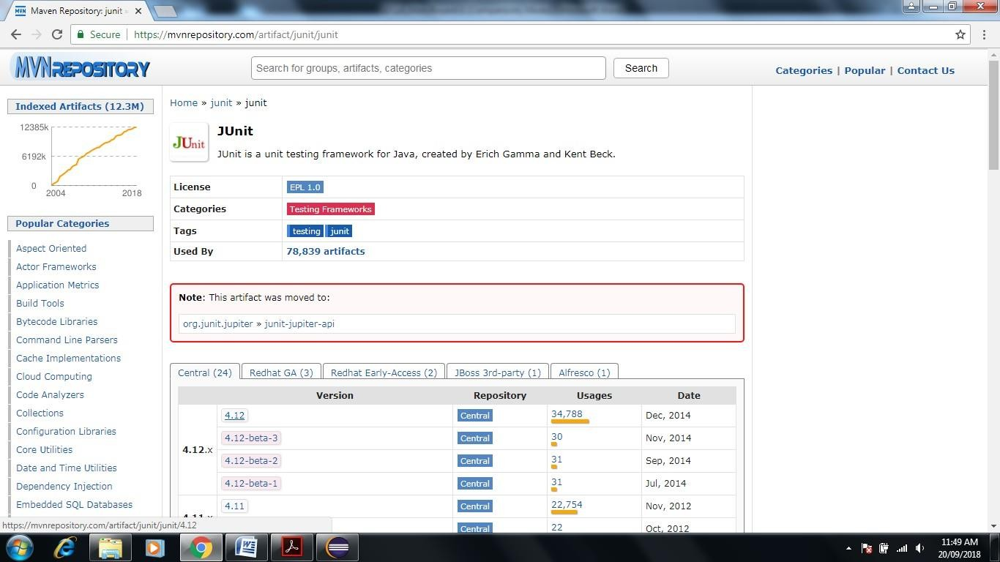 Maven Repository: junit »
Secure https://mvnrepository.com/artifact/junit/junit
MVNREPOSITORY
Search for groups, artifacts, categories
Search
Categories | Popular | Contact Us
Indexed Artifacts (12.3M)
12385k
6192k
0
2004 2018
Popular Categories
Aspect Oriented
Actor Frameworks
Application Metrics
Build Tools
Bytecode Libraries
Command Line Parsers
Cache Implementations
Cloud Computing
Code Analyzers
Collections
Configuration Libraries
Core Utilities
Date and Time Utilities
Dependency Injection
Embedded SQL Databases
Home » junit » junit
JUnit
JUnit
JUnit is a unit testing framework for Java, created by Erich Gamma and Kent Beck.
License EPL 1.0
Categories Testing Frameworks
Tags testing junit
Used By 78,839 artifacts
Note: This artifact was moved to:
org.junit.jupiter » junit-jupiter-api
Central (24) Redhat GA (3) Redhat Early-Access (2) JBoss 3rd-party (1) Alfresco (1)
Version Repository Usages Date
4.12.x
4.12 Central 34,788 Dec, 2014
4.12-beta-3 Central 30 Nov, 2014
4.12-beta-2 Central 31 Sep, 2014
4.12-beta-1 Central 31 Jul, 2014
4.11 Central 22,754 Nov, 2012
Central 22 Oct, 2012
https://mvnrepository.com/artifact/junit/junit/4.12
11:49 AM
20/09/2018